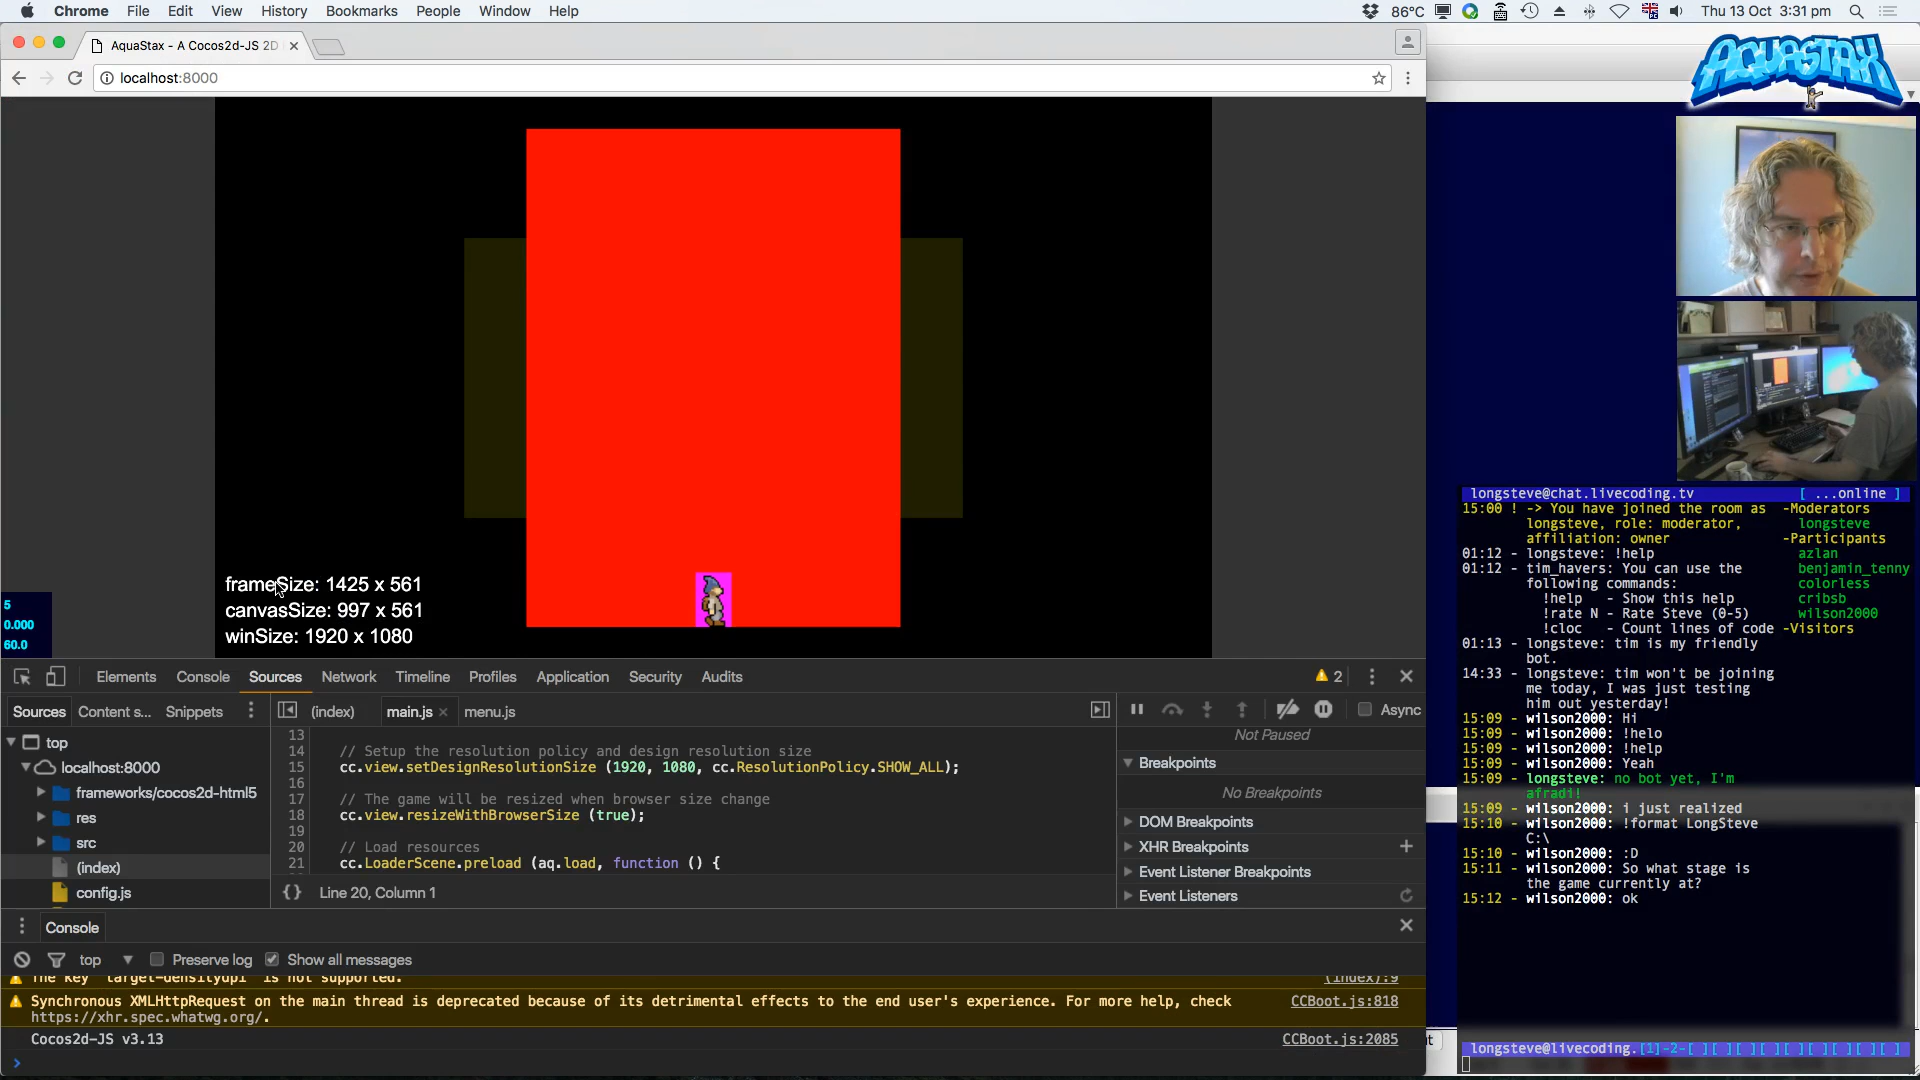 Chrome File Edit View History Bookmarks People Window Help
86°C Thu 13 Oct 3:31 pm
AquaStax - A Cocos2d-JS 2D
localhost:8000
AQUASTAX
frameSize: 1425 x 561
canvasSize: 997 x 561
winSize: 1920 x 1080
5
0.000
60.0
Elements Console Sources Network Timeline Profiles Application Security Audits 2
Sources Content s... Snippets
(index) main.js menu.js
Async
top
localhost:8000
frameworks/cocos2d-html5
res
src
(index)
config.js
13
14 // Setup the resolution policy and design resolution size
15 cc.view.setDesignResolutionSize (1920, 1080, cc.ResolutionPolicy.SHOW_ALL);
16
17 // The game will be resized when browser size change
18 cc.view.resizeWithBrowserSize (true);
19
20 // Load resources
21 cc.LoaderScene.preload (aq.load, function () {
{} Line 20, Column 1
Not Paused
Breakpoints
No Breakpoints
DOM Breakpoints
XHR Breakpoints
Event Listener Breakpoints
Event Listeners
Console
top Preserve log Show all messages
The key "target-densitydpi" is not supported. (index):9
Synchronous XMLHttpRequest on the main thread is deprecated because of its detrimental effects to the end user's experience. For more help, check CCBoot.js:818
https://xhr.spec.whatwg.org/.
Cocos2d-JS v3.13 CCBoot.js:2085
longsteve@chat.livecoding.tv [ ...online ]
15:00 ! -> You have joined the room as
longsteve, role: moderator,
affiliation: owner
01:12 - longsteve: !help
01:12 - tim_havers: You can use the
following commands:
!help - Show this help
!rate N - Rate Steve (0-5)
!cloc - Count lines of code
01:13 - longsteve: tim is my friendly
bot.
14:33 - longsteve: tim won't be joining
me today, I was just testing
him out yesterday!
15:09 - wilson2000: Hi
15:09 - wilson2000: !helo
15:09 - wilson2000: !help
15:09 - wilson2000: Yeah
15:09 - longsteve: no bot yet, I'm
afradi!
15:09 - wilson2000: i just realized
15:10 - wilson2000: !format LongSteve
C:\
15:10 - wilson2000: :D
15:11 - wilson2000: So what stage is
the game currently at?
15:12 - wilson2000: ok
-Moderators
longsteve
-Participants
azlan
benjamin_tenny
colorless
cribsb
wilson2000
-Visitors
longsteve@livecoding.[1]-2-[ ][ ][ ][ ][ ][ ][ ][ ][ ]